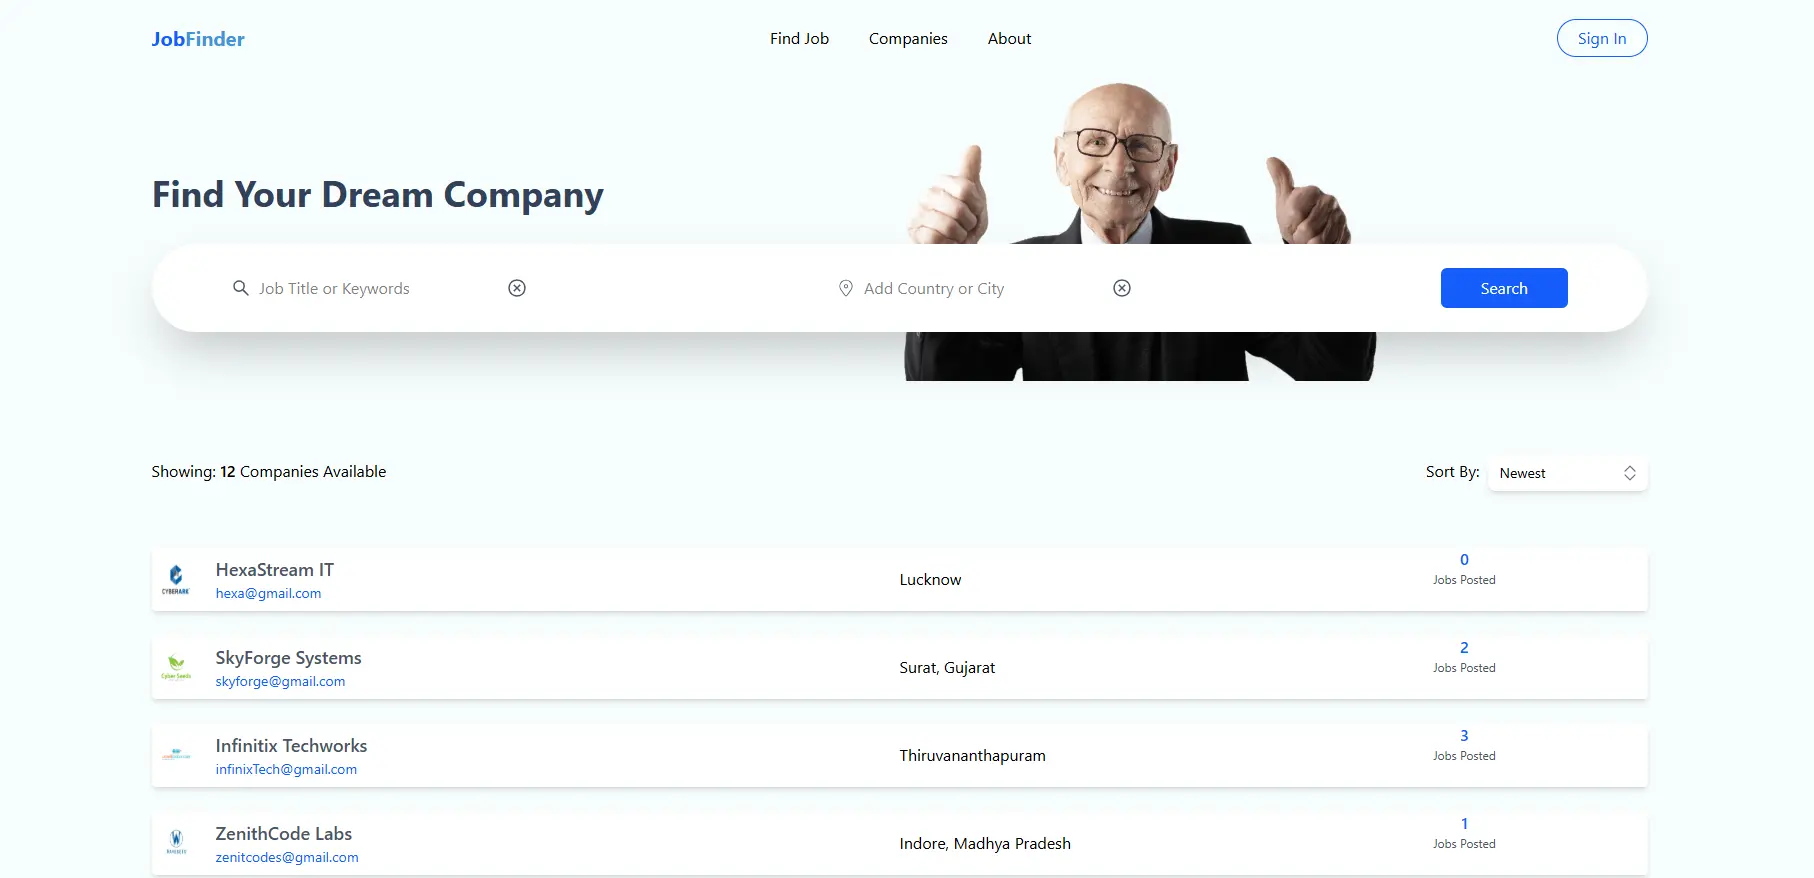 JobFinder
Find Job
Companies
About
Sign In
Find Your Dream Company
Job Title or Keywords
Add Country or City
Search
Showing: 12 Companies Available
Sort By:
Newest
CYBERARK
HexaStream IT
hexa@gmail.com
Lucknow
0
Jobs Posted
Cyber Seeds
SkyForge Systems
skyforge@gmail.com
Surat, Gujarat
2
Jobs Posted
Infinitix Techworks
infinixTech@gmail.com
Thiruvananthapuram
3
Jobs Posted
ZenithCode Labs
zenitcodes@gmail.com
Indore, Madhya Pradesh
1
Jobs Posted